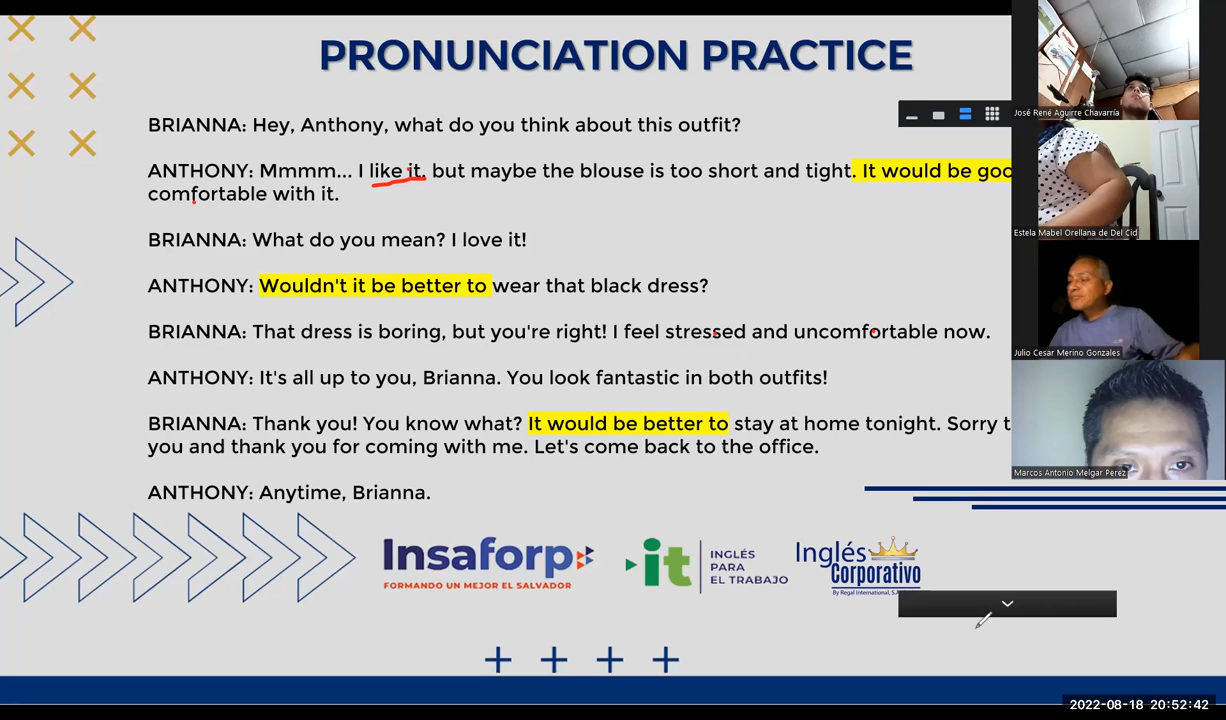 PRONUNCIATION PRACTICE
BRIANNA: Hey, Anthony, what do you think about this outfit?
ANTHONY: Mmmm... I like it. but maybe the blouse is too short and tight. It would be
comfortable with it.
BRIANNA: What do you mean? I love it!
ANTHONY: Wouldn't it be better to wear that black dress?
BRIANNA: That dress is boring, but you're right! I feel stressed and uncomfortable now.
ANTHONY: It's all up to you, Brianna. You look fantastic in both outfits!
BRIANNA: Thank you! You know what? It would be better to stay at home tonight. Sorry
you and thank you for coming with me. Let's come back to the office.
ANTHONY: Anytime, Brianna.
José René Aguirre Chavarría
Estela Mabel Orellana de Del Cid
Julio Cesar Merino Gonzales
Marcos Antonio Melgar Perez
Insaforp
FORMANDO UN MEJOR EL SALVADOR
it
INGLÉS
PARA
EL TRABAJO
Inglés
Corporativo
By Regal International, S.A.
2022-08-18 20:52:42